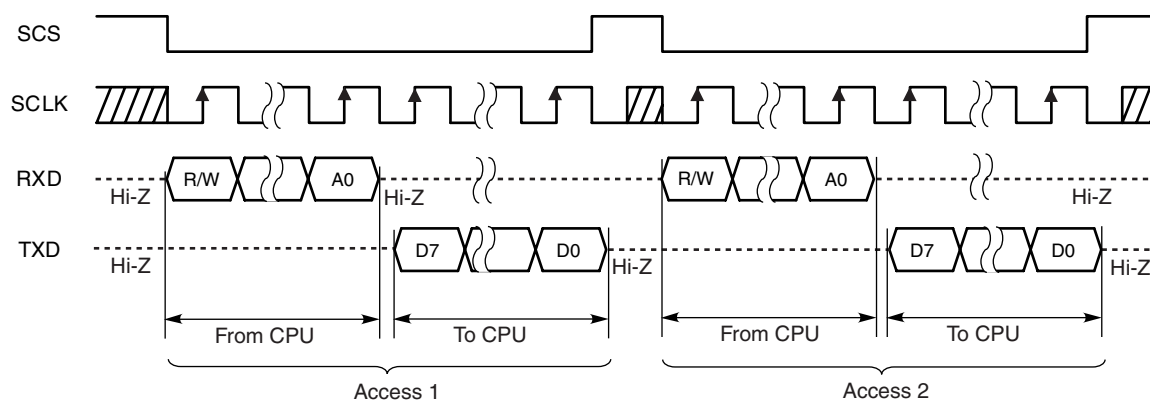 SCS
SCLK
RXD
R/W
A0
R/W
A0
Hi-Z
Hi-Z
Hi-Z
TXD
D7
D0
D7
D0
Hi-Z
Hi-Z
Hi-Z
From CPU
To CPU
From CPU
To CPU
Access 1
Access 2